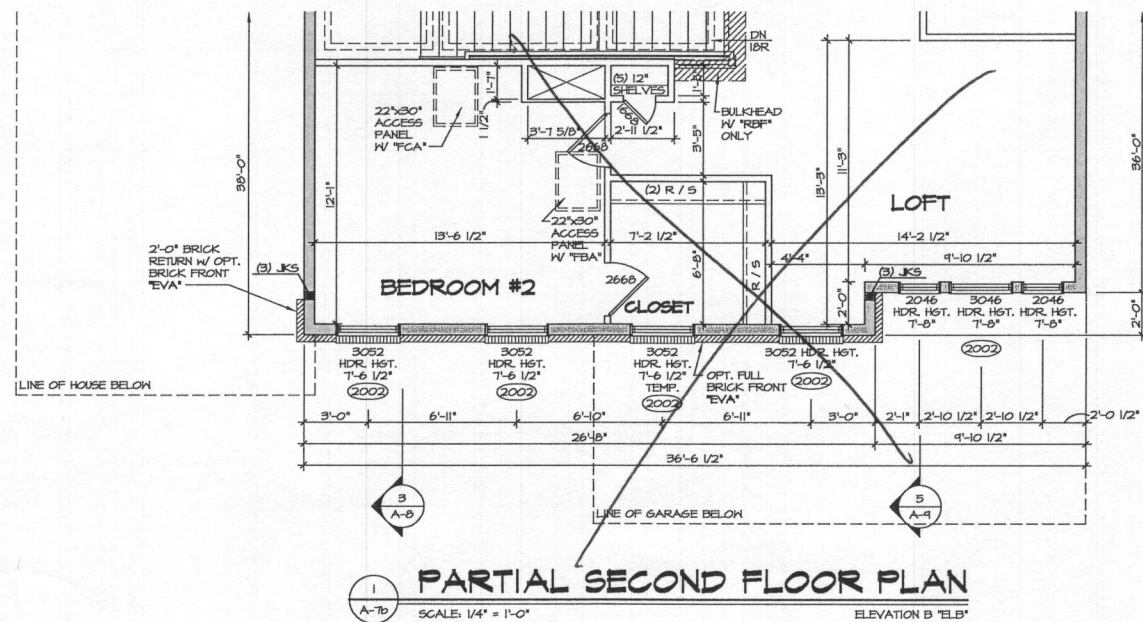 DN
18R
(5) 12"
SHELVES
1'-7"
1'-5"
1 1/2"
22"x30"
ACCESS
PANEL
W/ "FCA"
1668
BULKHEAD
W/ "RBF"
ONLY
3'-7 5/8"
2'-11 1/2"
3'-5"
2668
38'-0"
12'-1"
13'-3"
11'-3"
36'-0"
(2) R / S
LOFT
22"x30"
ACCESS
PANEL
W/ "FBA"
13'-6 1/2"
7'-2 1/2"
14'-2 1/2"
2'-0" BRICK
RETURN W/ OPT.
BRICK FRONT
"EVA"
(3) JKS
6'-8"
R / S
4'-4"
9'-10 1/2"
(3) JKS
2668
BEDROOM #2
CLOSET
2'-0"
2'-0"
2'-0"
2046
HDR. HGT.
7'-8"
3046
HDR. HGT.
7'-8"
2046
HDR. HGT.
7'-8"
2002
3052
HDR. HGT.
7'-6 1/2"
2002
3052
HDR. HGT.
7'-6 1/2"
2002
3052
HDR. HGT.
7'-6 1/2"
TEMP.
2002
3052 HDR. HGT.
7'-6 1/2"
2002
OPT. FULL
BRICK FRONT
"EVA"
LINE OF HOUSE BELOW
3'-0"
6'-11"
6'-10"
6'-11"
3'-0"
2'-1"
2'-10 1/2"
2'-10 1/2"
2'-0 1/2"
26'-8"
9'-10 1/2"
36'-6 1/2"
3
A-8
5
A-9
LINE OF GARAGE BELOW
1
A-7b
PARTIAL SECOND FLOOR PLAN
SCALE: 1/4" = 1'-0"
ELEVATION B "ELB"